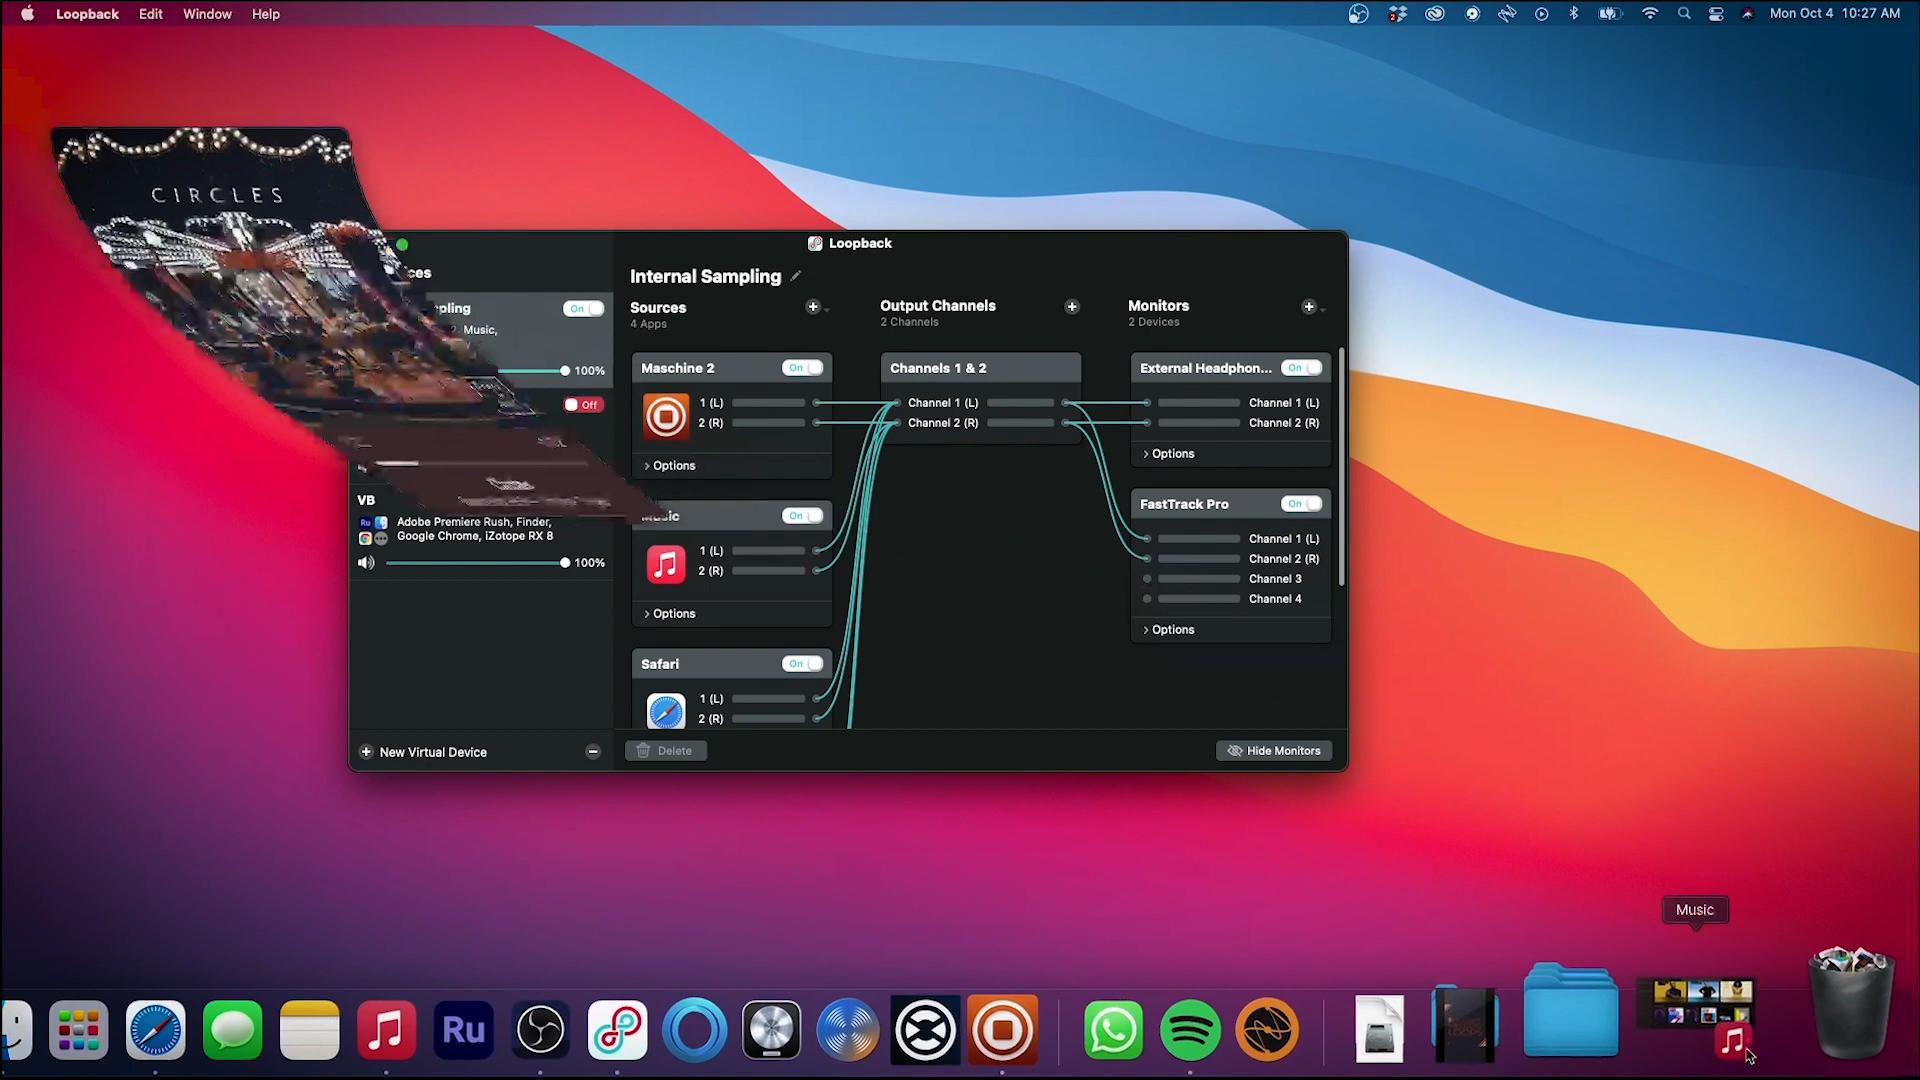 Loopback Edit Window Help
2
Mon Oct 4 10:27 AM
CIRCLES
Loopback
Internal Sampling
Sources
4 Apps
Output Channels
2 Channels
Monitors
2 Devices
On
Music,
100%
Off
VB
Ru
Adobe Premiere Rush, Finder,
Google Chrome, iZotope RX 8
100%
New Virtual Device
Maschine 2 On
1 (L)
2 (R)
Options
On
1 (L)
2 (R)
Options
Safari On
1 (L)
2 (R)
Channels 1 & 2
Channel 1 (L)
Channel 2 (R)
External Headphon... On
Channel 1 (L)
Channel 2 (R)
Options
FastTrack Pro On
Channel 1 (L)
Channel 2 (R)
Channel 3
Channel 4
Options
Delete
Hide Monitors
Music
Ru